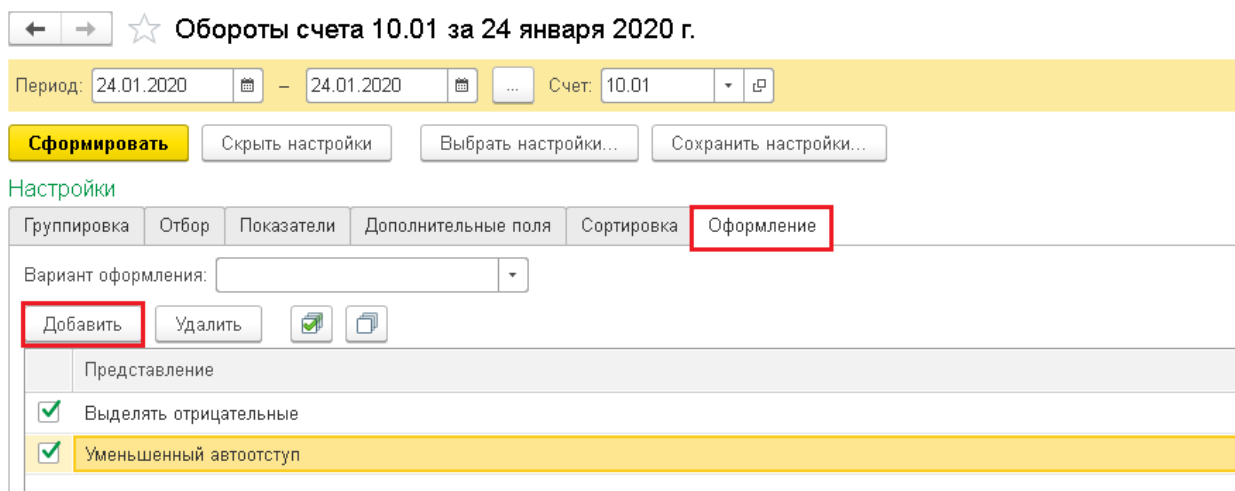 Обороты счета 10.01 за 24 января 2020 г.
Период: 24.01.2020 – 24.01.2020 ... Счет: 10.01
Сформировать Скрыть настройки Выбрать настройки... Сохранить настройки...
Настройки
Группировка Отбор Показатели Дополнительные поля Сортировка Оформление
Вариант оформления:
Добавить Удалить
Представление
Выделять отрицательные
Уменьшенный автоотступ